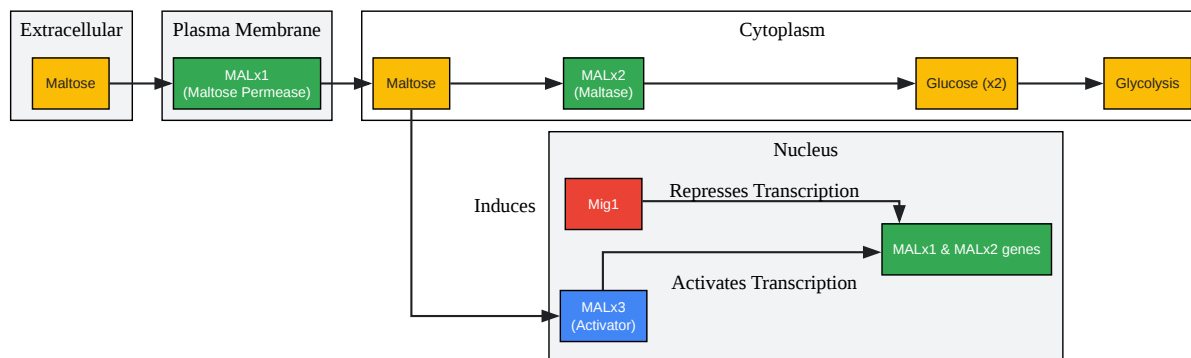 Extracellular
Plasma Membrane
Cytoplasm
Maltose
MALx1
(Maltose Permease)
Maltose
MALx2
(Maltase)
Glucose (x2)
Glycolysis
Nucleus
Induces
Mig1
Represses Transcription
MALx1 & MALx2 genes
Activates Transcription
MALx3
(Activator)